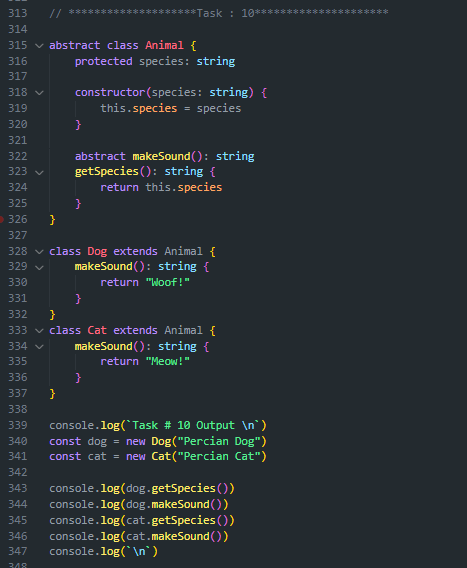 313 // ********************Task : 10*********************
314
315 abstract class Animal {
316 protected species: string
317
318 constructor(species: string) {
319 this.species = species
320 }
321
322 abstract makeSound(): string
323 getSpecies(): string {
324 return this.species
325 }
326 }
327
328 class Dog extends Animal {
329 makeSound(): string {
330 return "Woof!"
331 }
332 }
333 class Cat extends Animal {
334 makeSound(): string {
335 return "Meow!"
336 }
337 }
338
339 console.log(`Task # 10 Output \n`)
340 const dog = new Dog("Percian Dog")
341 const cat = new Cat("Percian Cat")
342
343 console.log(dog.getSpecies())
344 console.log(dog.makeSound())
345 console.log(cat.getSpecies())
346 console.log(cat.makeSound())
347 console.log(`\n`)